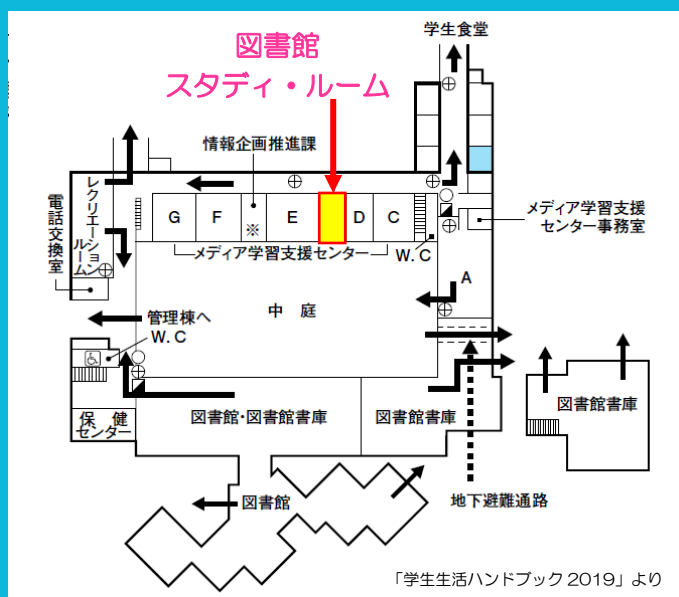 学生食堂
図書館
スタディ・ルーム
情報企画推進課
レクリエーション
ルーム
電話交換室
G
F
※
E
D
C
メディア学習支援センター
W.C
メディア学習支援
センター事務室
A
中 庭
管理棟へ
W.C
保 健
センター
図書館・図書館書庫
図書館書庫
図書館書庫
図書館
地下避難通路
「学生生活ハンドブック2019」より